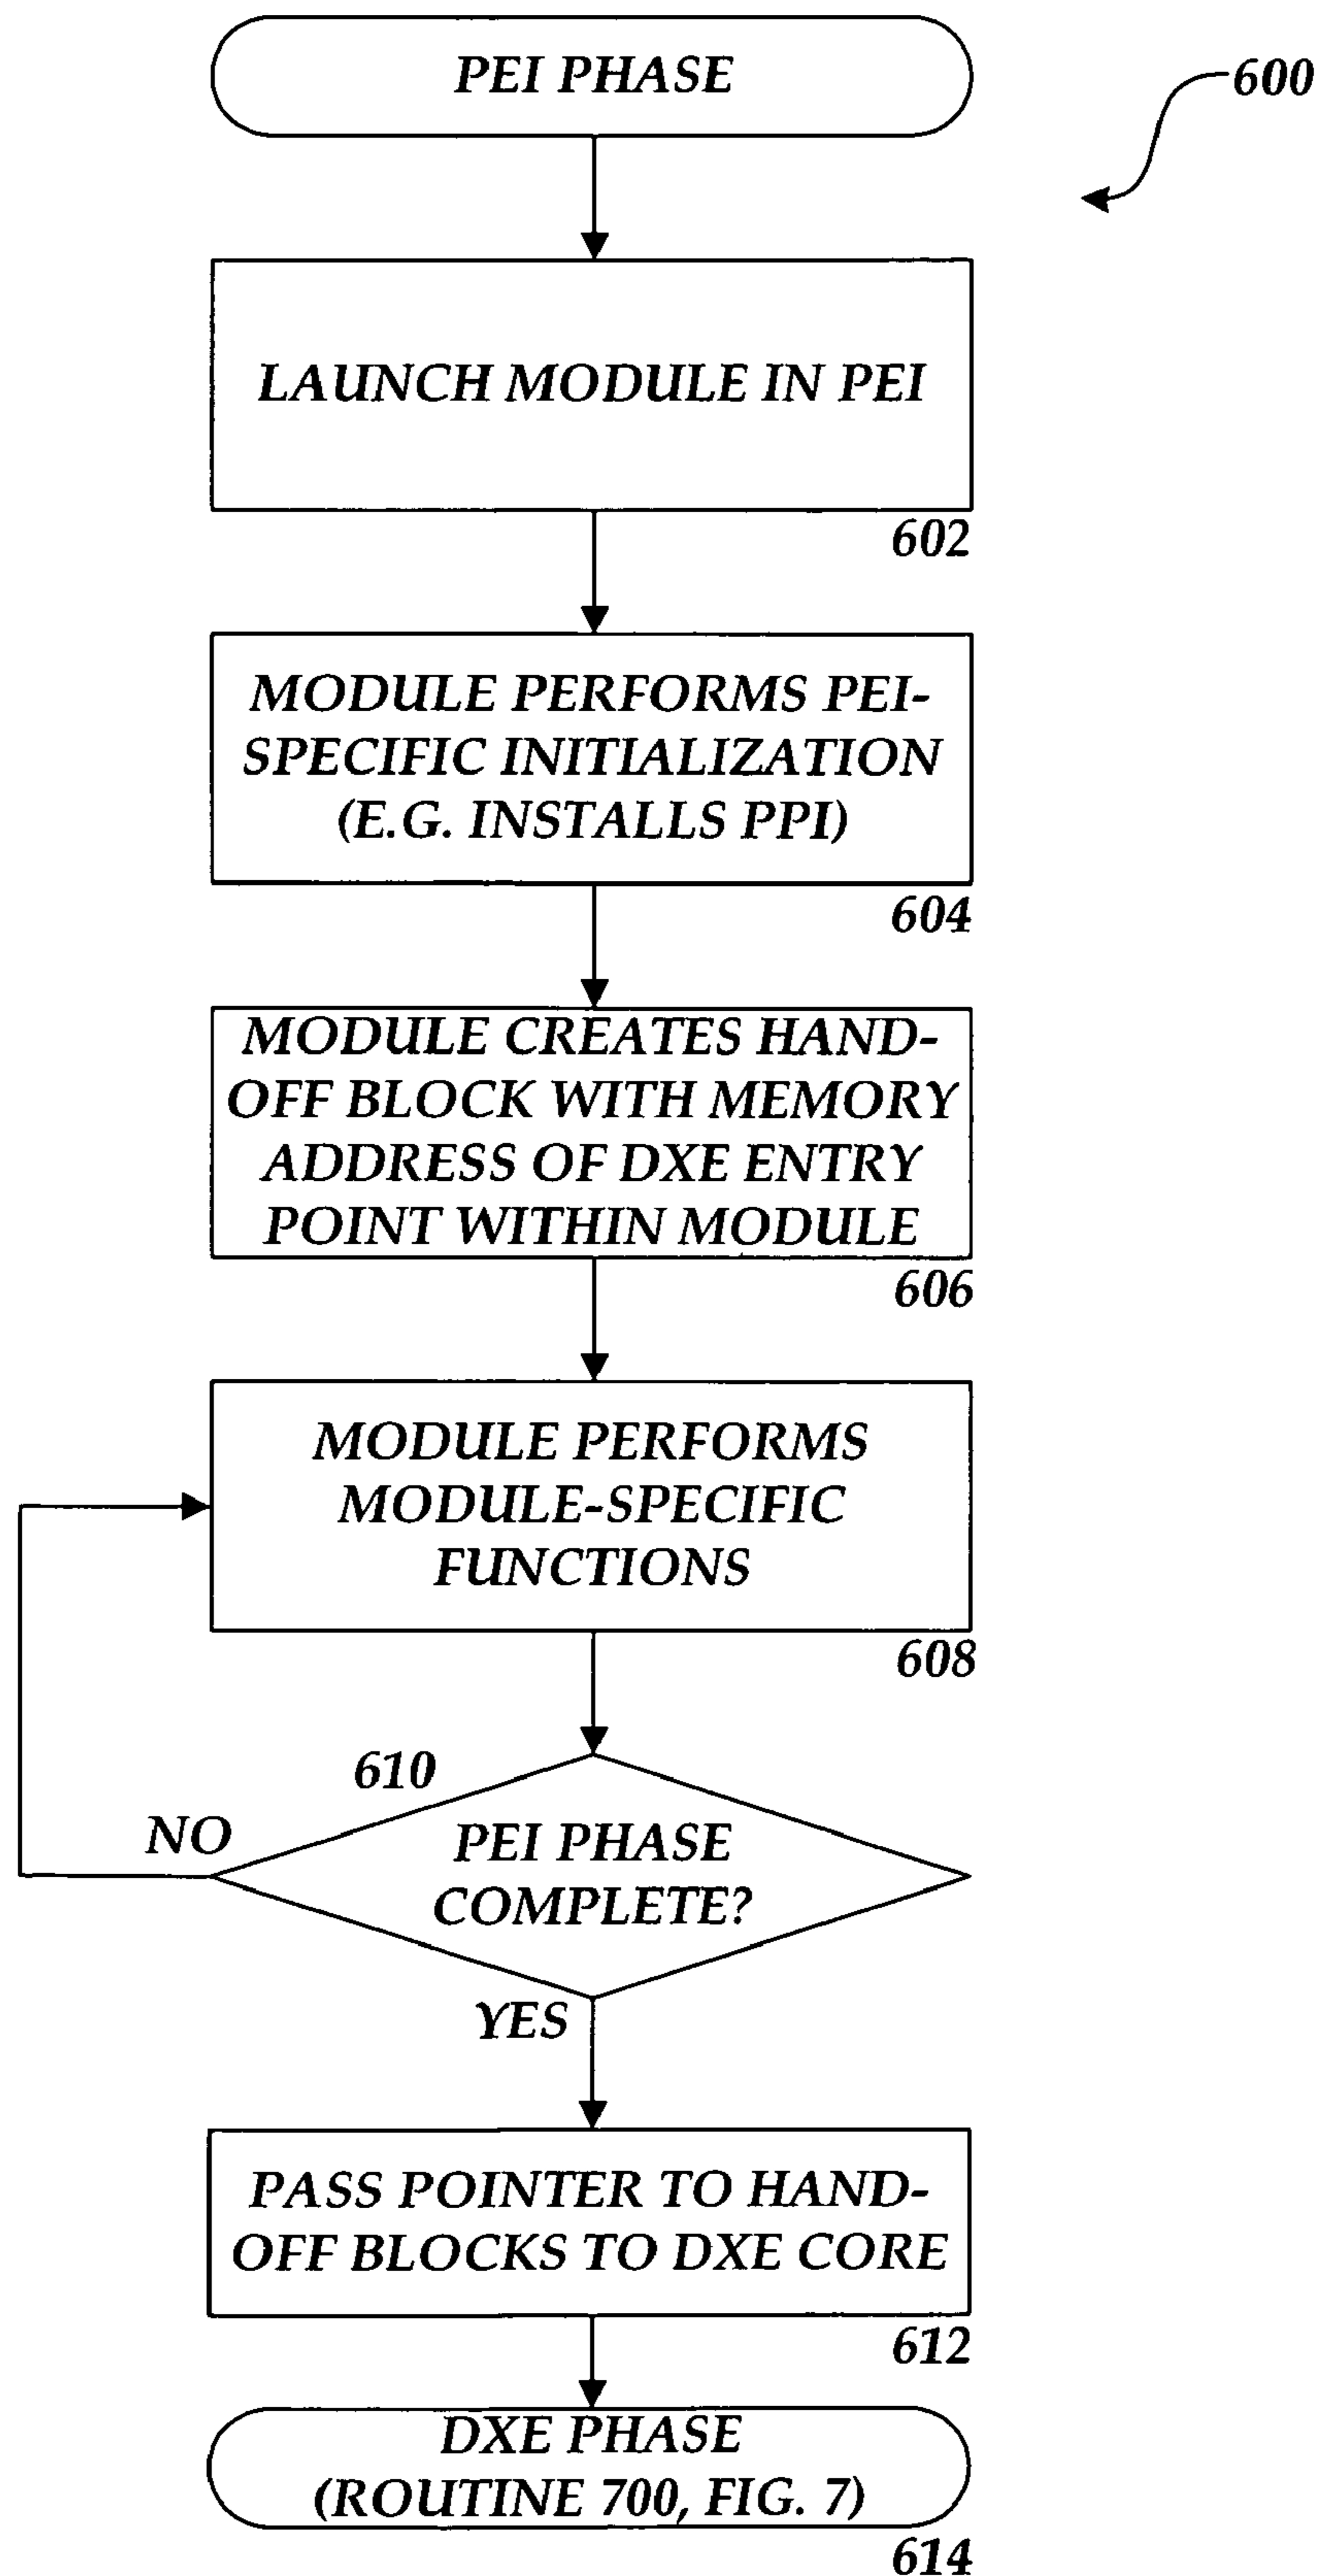 PEI PHASE
600
LAUNCH MODULE IN PEI
602
MODULE PERFORMS PEI-
SPECIFIC INITIALIZATION
(E.G. INSTALLS PPI)
604
MODULE CREATES HAND-
OFF BLOCK WITH MEMORY
ADDRESS OF DXE ENTRY
POINT WITHIN MODULE
606
MODULE PERFORMS
MODULE-SPECIFIC
FUNCTIONS
608
610
NO
PEI PHASE
COMPLETE?
YES
PASS POINTER TO HAND-
OFF BLOCKS TO DXE CORE
612
DXE PHASE
(ROUTINE 700, FIG. 7)
614